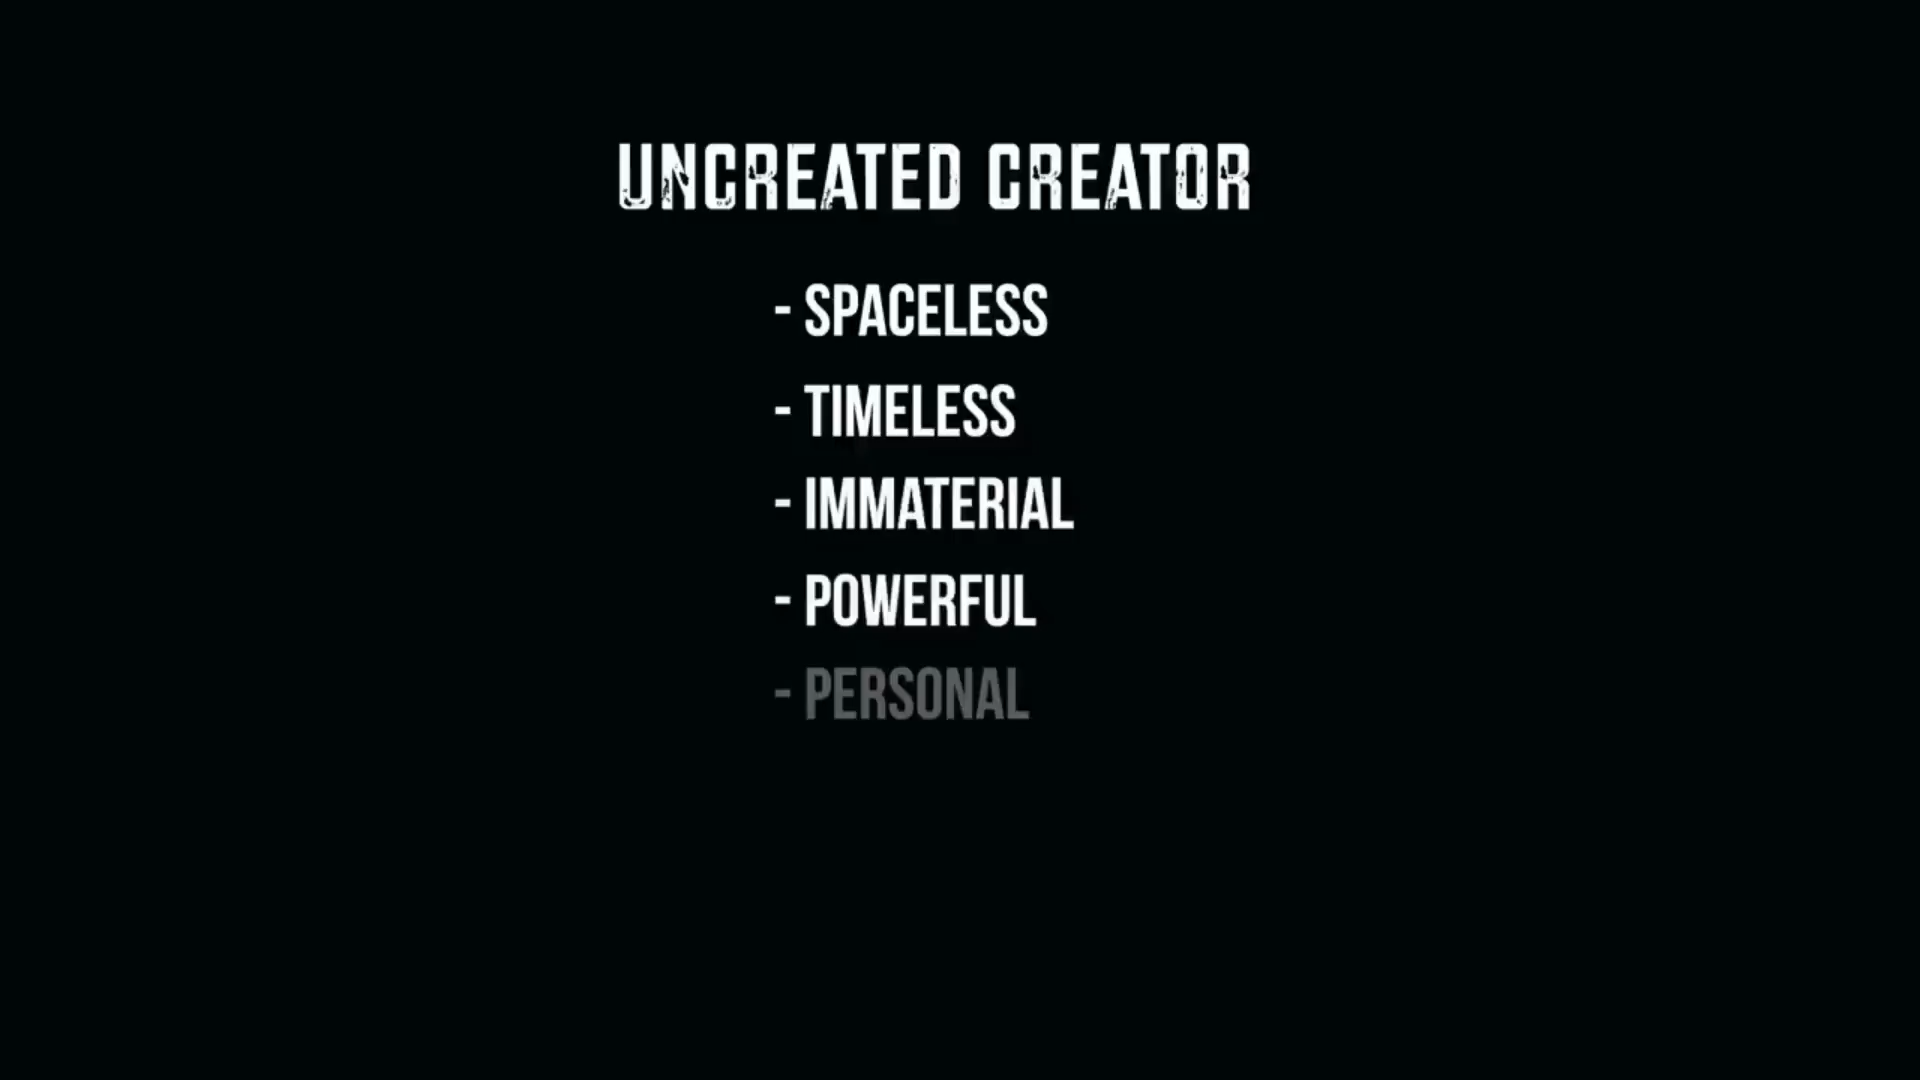 UNCREATED CREATOR
- SPACELESS
- TIMELESS
- IMMATERIAL
- POWERFUL
- PERSONAL